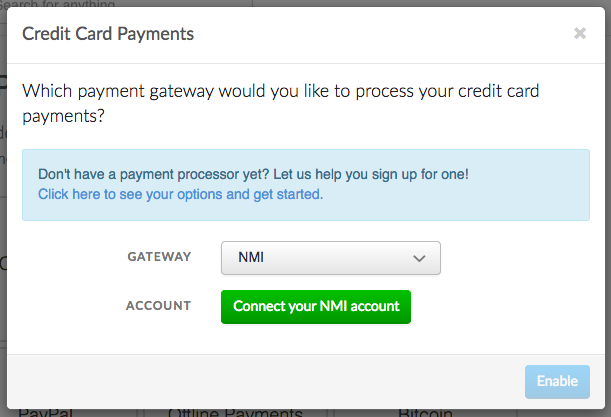 Search for anything
Credit Card Payments
×
Which payment gateway would you like to process your credit card
payments?
Don't have a payment processor yet? Let us help you sign up for one!
Click here to see your options and get started.
GATEWAY NMI
ACCOUNT Connect your NMI account
Enable
PayPal Offline Payments Bitcoin